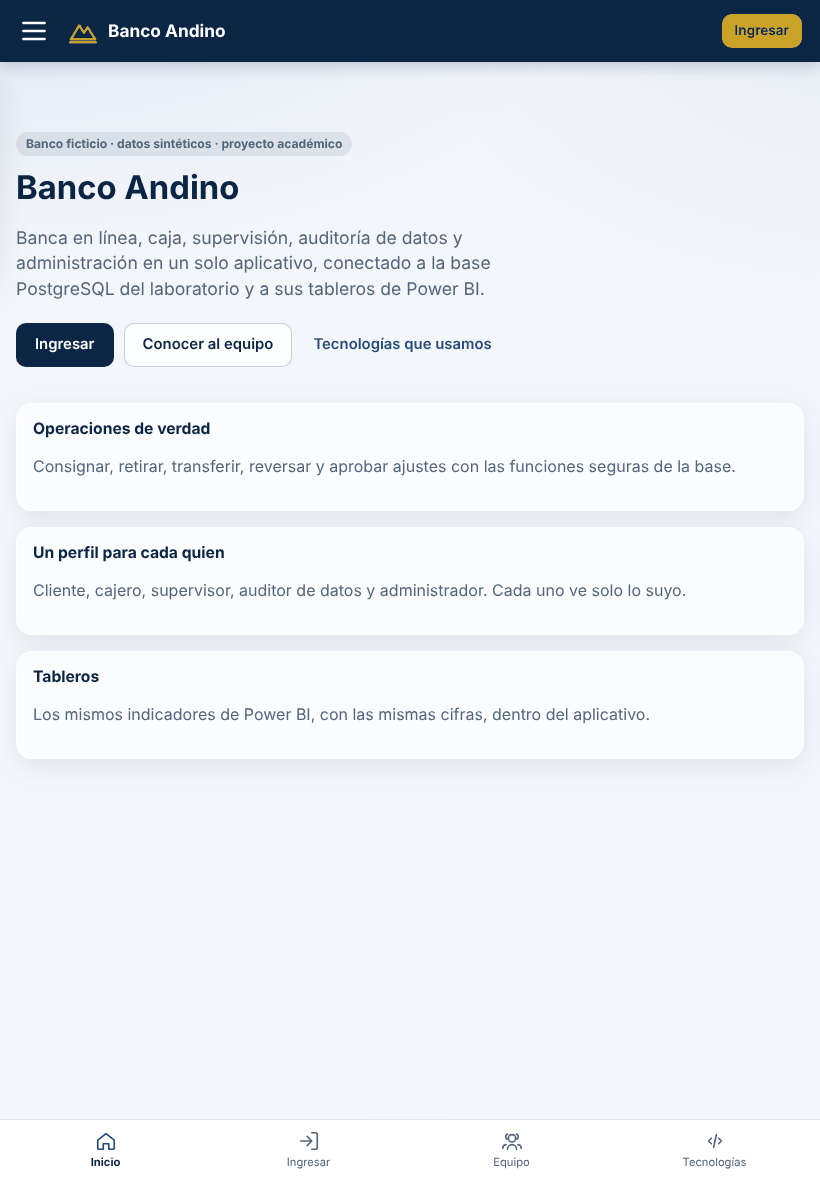 Banco Andino
Ingresar
Banco ficticio · datos sintéticos · proyecto académico
Banco Andino
Banca en línea, caja, supervisión, auditoría de datos y
administración en un solo aplicativo, conectado a la base
PostgreSQL del laboratorio y a sus tableros de Power BI.
Ingresar
Conocer al equipo
Tecnologías que usamos
Operaciones de verdad
Consignar, retirar, transferir, reversar y aprobar ajustes con las funciones seguras de la base.
Un perfil para cada quien
Cliente, cajero, supervisor, auditor de datos y administrador. Cada uno ve solo lo suyo.
Tableros
Los mismos indicadores de Power BI, con las mismas cifras, dentro del aplicativo.
Inicio
Ingresar
Equipo
Tecnologías